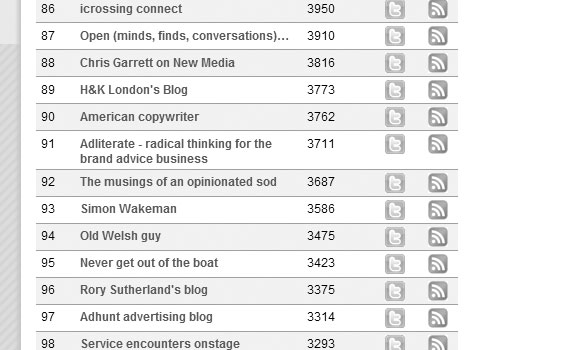 86 icrossing connect 3950
87 Open (minds, finds, conversations)... 3910
88 Chris Garrett on New Media 3816
89 H&K London's Blog 3773
90 American copywriter 3762
91 Adliterate - radical thinking for the 3711
brand advice business
92 The musings of an opinionated sod 3687
93 Simon Wakeman 3586
94 Old Welsh guy 3475
95 Never get out of the boat 3423
96 Rory Sutherland's blog 3375
97 Adhunt advertising blog 3314
98 Service encounters onstage 3293